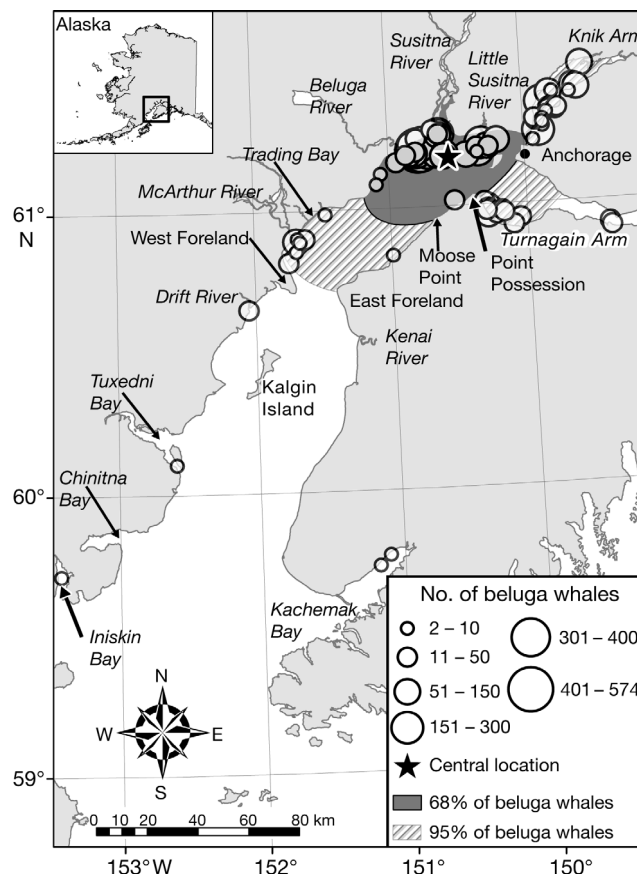 Alaska
Susitna
River
Little
Susitna
River
Knik Arm
Beluga
River
Trading Bay
Anchorage
McArthur River
61°
N
West Foreland
Turnagain Arm
Moose
Point
Point
Possession
Drift River
East Foreland
Kenai
River
Tuxedni
Bay
Kalgin
Island
Chinitna
Bay
60°
Kachemak
Bay
Iniskin
Bay
No. of beluga whales
2 – 10
11 – 50
51 – 150
151 – 300
301 – 400
401 – 574
Central location
68% of beluga whales
95% of beluga whales
N
W E
S
59°
0 10 20 40 60 80 km
153°W 152° 151° 150°